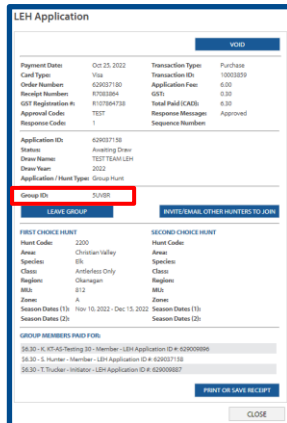 LEH Application
VOID
Payment Date: Oct 25, 2022 Transaction Type: Purchase
Card Type: Visa Transaction ID: 10003859
Order Number: 629037180 Application Fee: 6.00
Receipt Number: R7083864 GST: 0.30
GST Registration #: R107864738 Total Paid (CAD): 6.30
Approval Code: TEST Response Message: Approved
Response Code: 1 Sequence Number:
Application ID: 629037158
Status: Awaiting Draw
Draw Name: TEST TEAM LEH
Draw Year: 2022
Application / Hunt Type: Group Hunt
Group ID: 5UV8R
LEAVE GROUP INVITE/EMAIL OTHER HUNTERS TO JOIN
FIRST CHOICE HUNT SECOND CHOICE HUNT
Hunt Code: 2200 Hunt Code:
Area: Christian Valley Area:
Species: Elk Species:
Class: Antlerless Only Class:
Region: Okanagan Region:
MU: 812 MU:
Zone: A Zone:
Season Dates (1): Nov 10, 2022 - Dec 15, 2022 Season Dates (1):
Season Dates (2): Season Dates (2):
GROUP MEMBERS PAID FOR:
$6.30 - K. KT-AS-Testing 30 - Member - LEH Application ID #: 629009896
$6.30 - S. Hunter - Member - LEH Application ID #: 629037158
$6.30 - T. Trucker - Initiator - LEH Application ID #: 629009887
PRINT OR SAVE RECEIPT
CLOSE